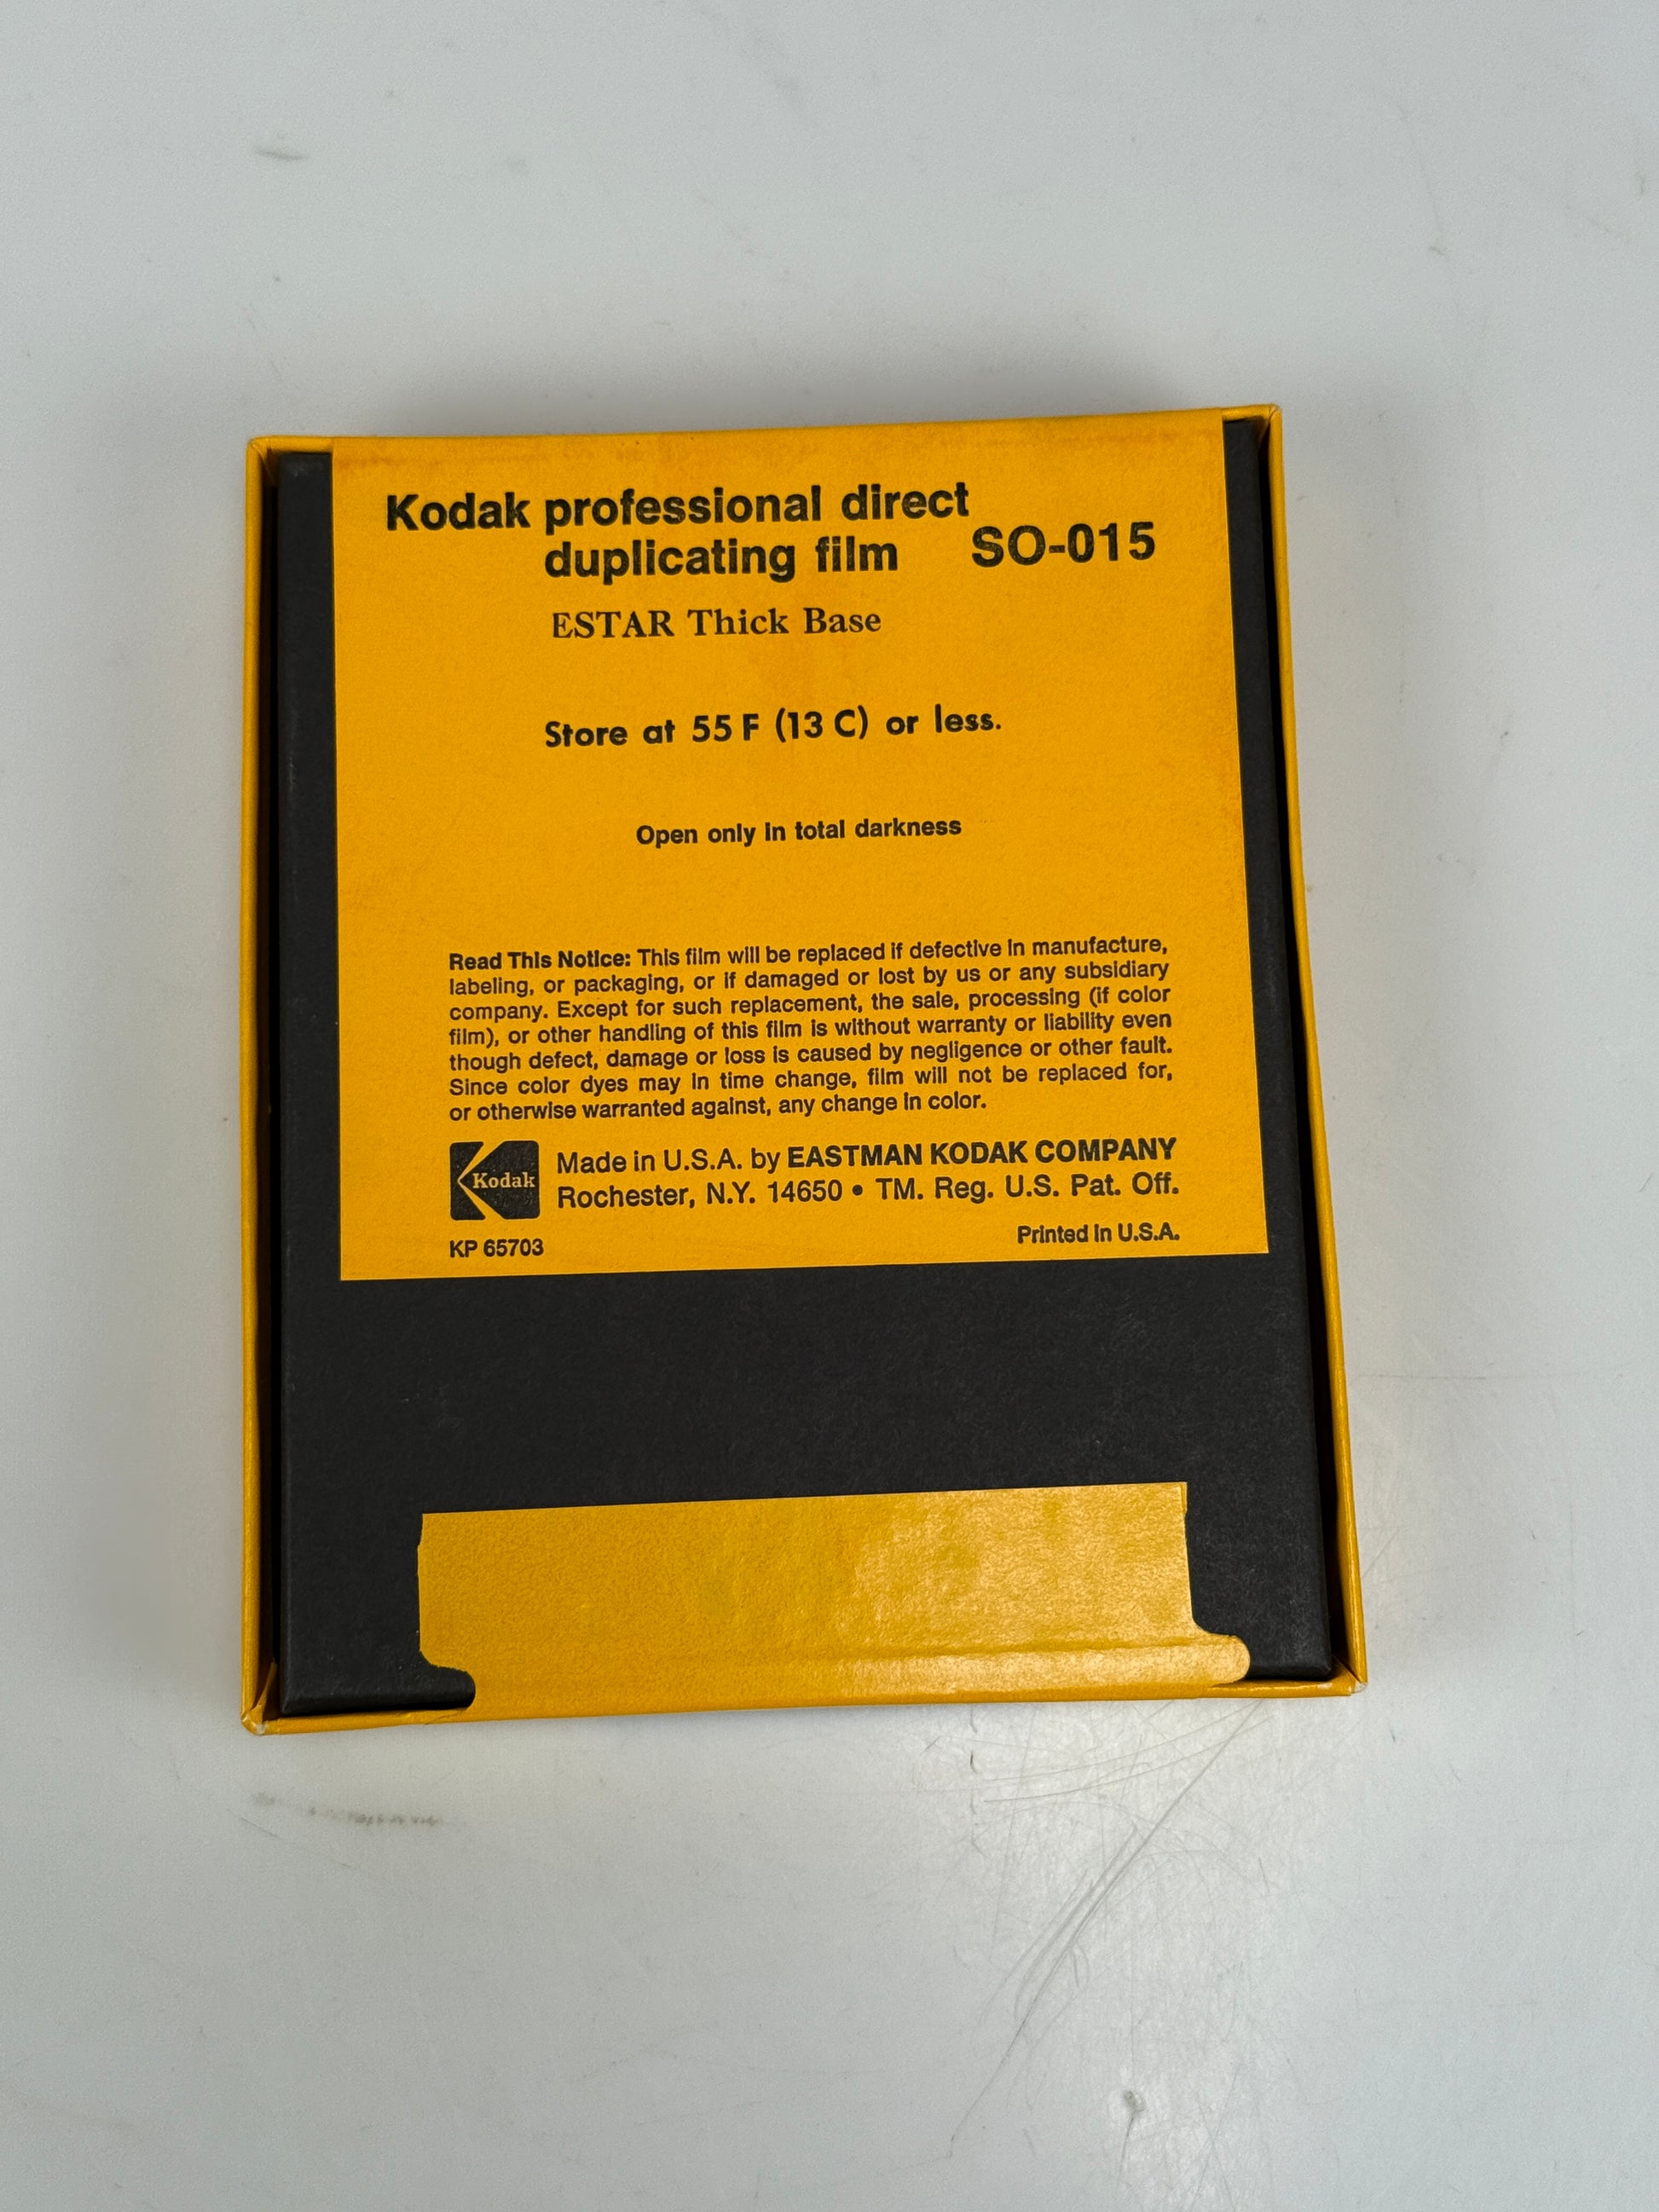 Kodak professional direct
duplicating film SO-015
ESTAR Thick Base
Store at 55 F (13 C) or less.
Open only in total darkness
Read This Notice: This film will be replaced if defective in manufacture,
labeling, or packaging, or if damaged or lost by us or any subsidiary
company. Except for such replacement, the sale, processing (if color
film), or other handling of this film is without warranty or liability even
though defect, damage or loss is caused by negligence or other fault.
Since color dyes may in time change, film will not be replaced for,
or otherwise warranted against, any change in color.
Kodak
Made in U.S.A. by EASTMAN KODAK COMPANY
Rochester, N.Y. 14650 • TM. Reg. U.S. Pat. Off.
KP 65703
Printed in U.S.A.